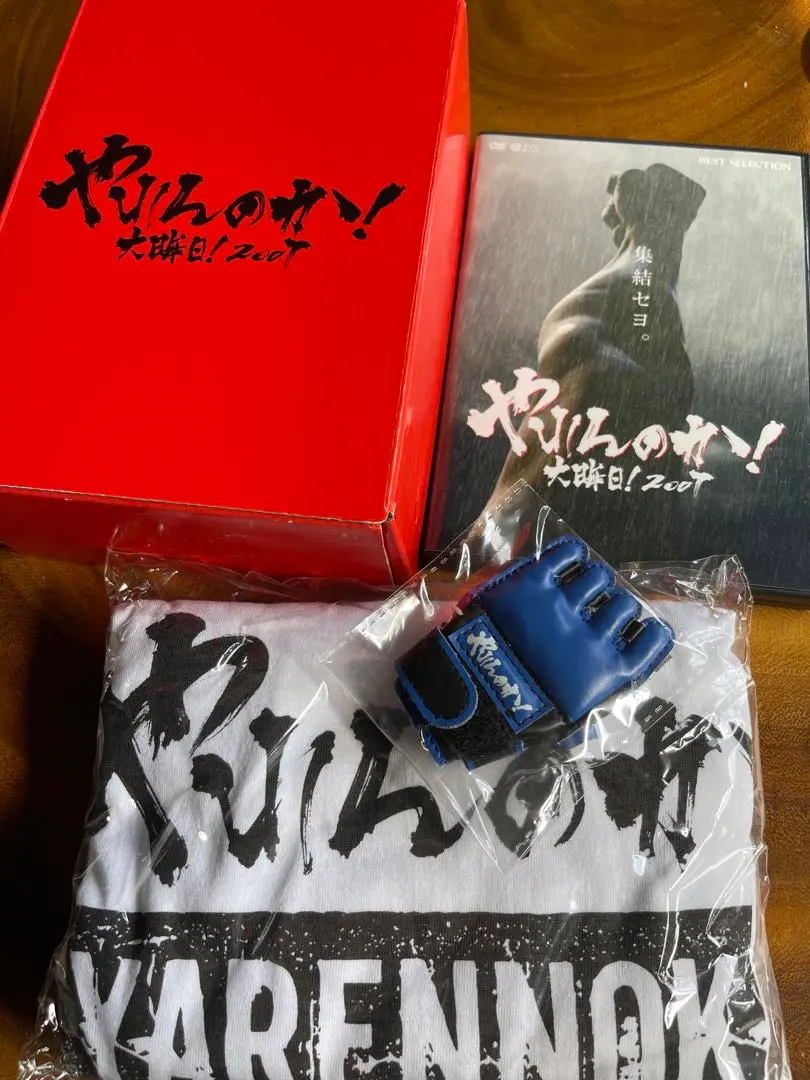 やれんのか!
大晦日!2007
BEST SELECTION
集結セヨ。
やれんのか!
大晦日!2007
やれんのか!
やれんのか
YARENNOK